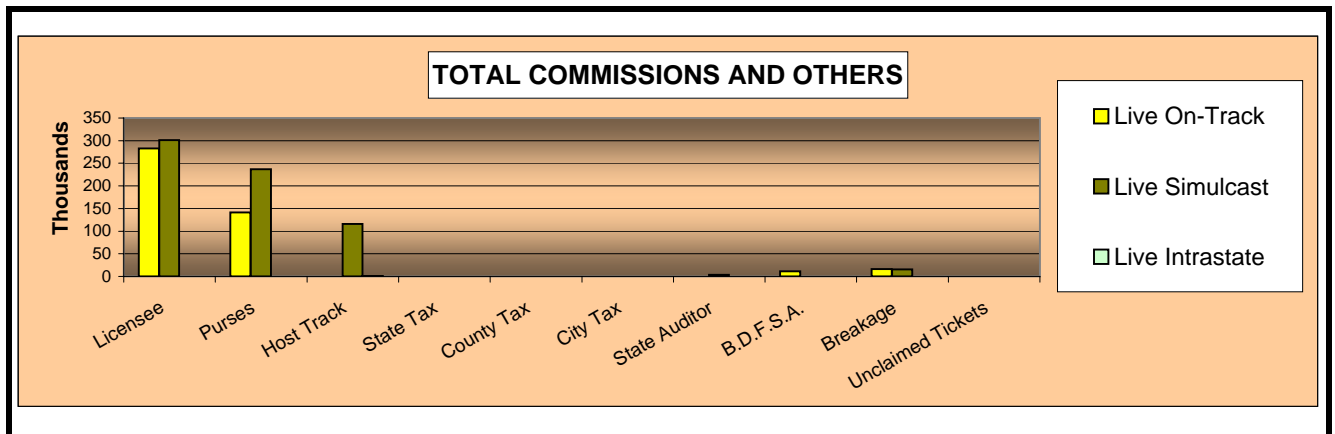 TOTAL COMMISSIONS AND OTHERS
Thousands
350
300
250
200
150
100
50
0
Licensee
Purses
Host Track
State Tax
County Tax
City Tax
State Auditor
B.D.F.S.A.
Breakage
Unclaimed Tickets
Live On-Track
Live Simulcast
Live Intrastate